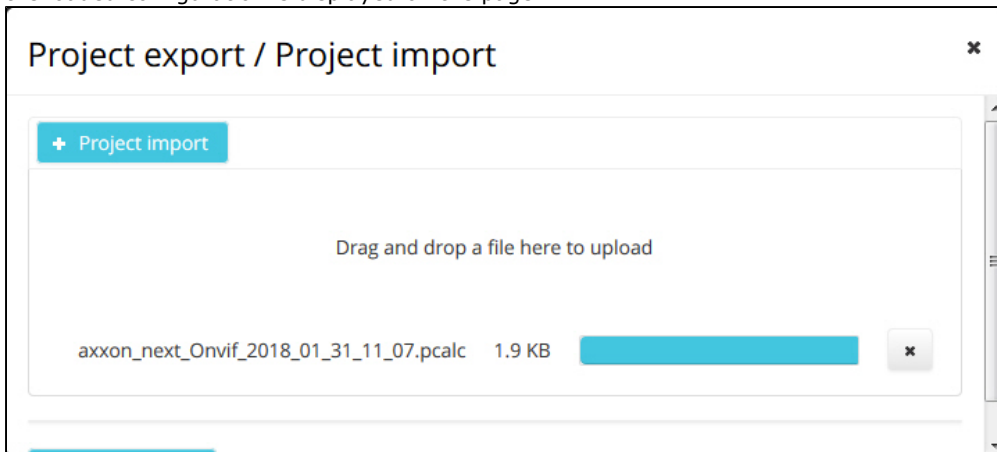 Project export / Project import
Project import
Drag and drop a file here to upload
axxon_next_Onvif_2018_01_31_11_07.pcalc 1.9 KB